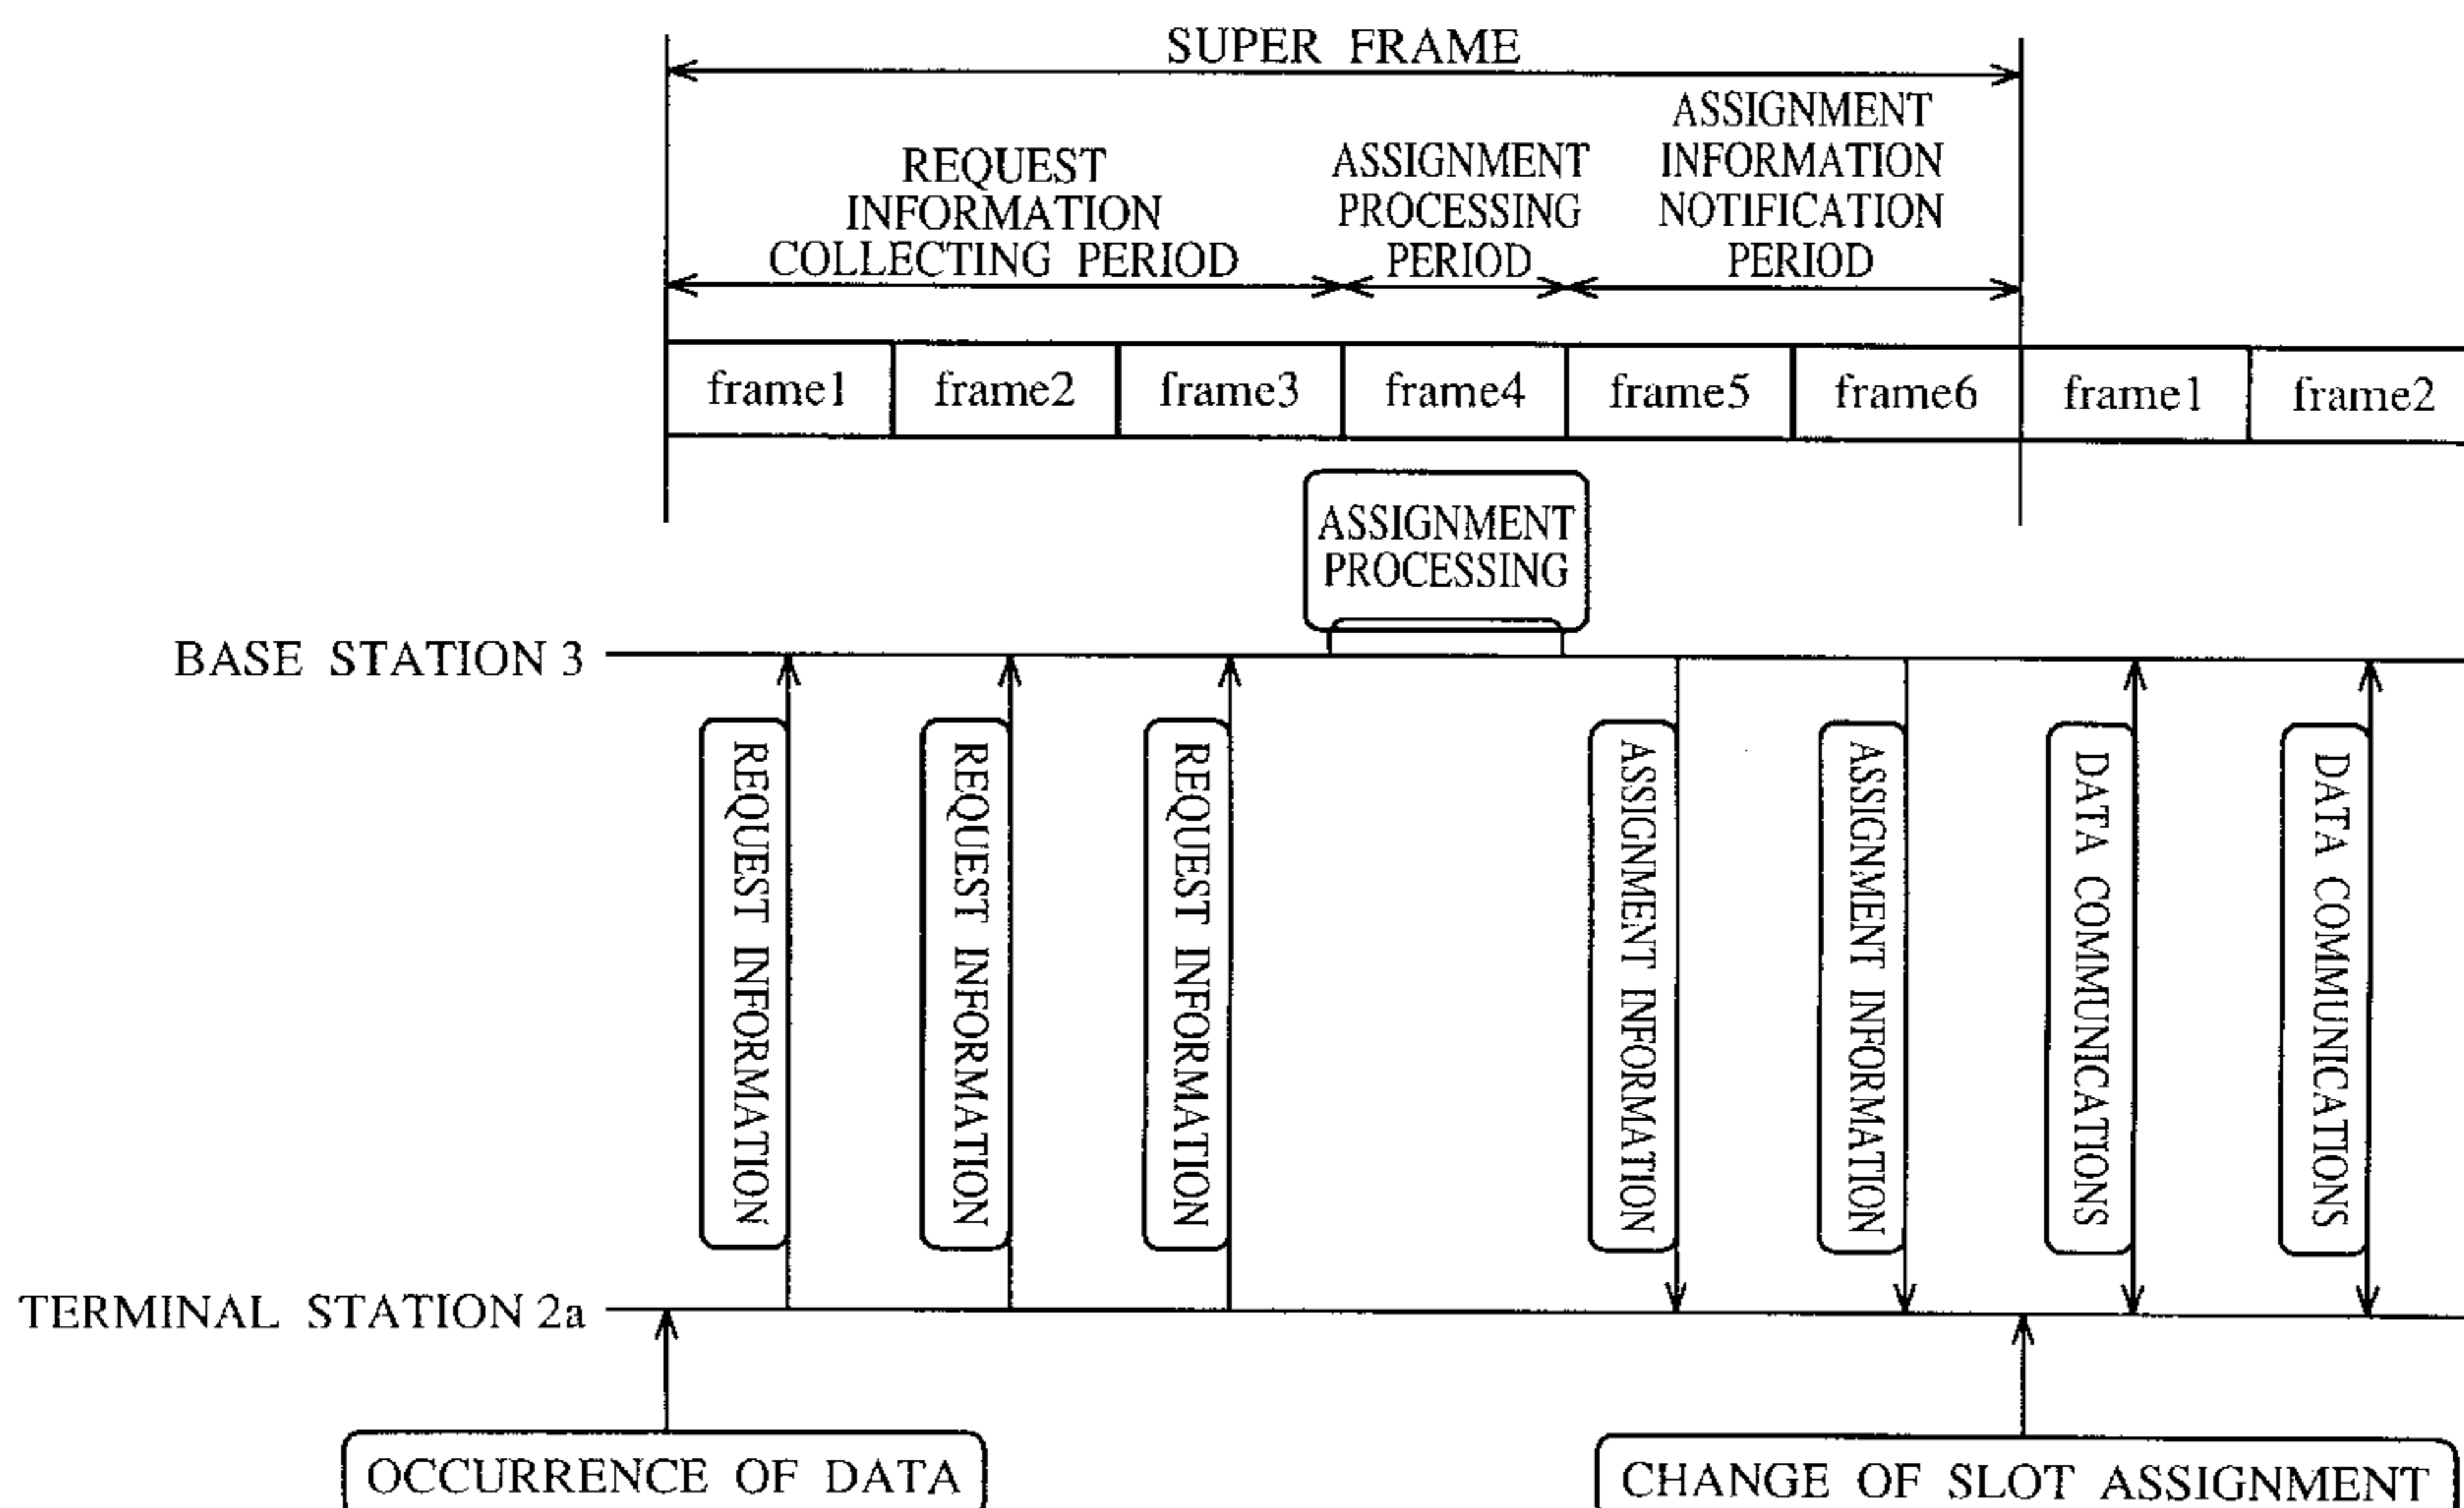 SUPER FRAME
REQUEST
INFORMATION
COLLECTING PERIOD
ASSIGNMENT
PROCESSING
PERIOD
ASSIGNMENT
INFORMATION
NOTIFICATION
PERIOD
frame1
frame2
frame3
frame4
frame5
frame6
frame1
frame2
ASSIGNMENT
PROCESSING
BASE STATION 3
REQUEST INFORMATION
REQUEST INFORMATION
REQUEST INFORMATION
ASSIGNMENT INFORMATION
ASSIGNMENT INFORMATION
DATA COMMUNICATIONS
DATA COMMUNICATIONS
TERMINAL STATION 2a
OCCURRENCE OF DATA
CHANGE OF SLOT ASSIGNMENT